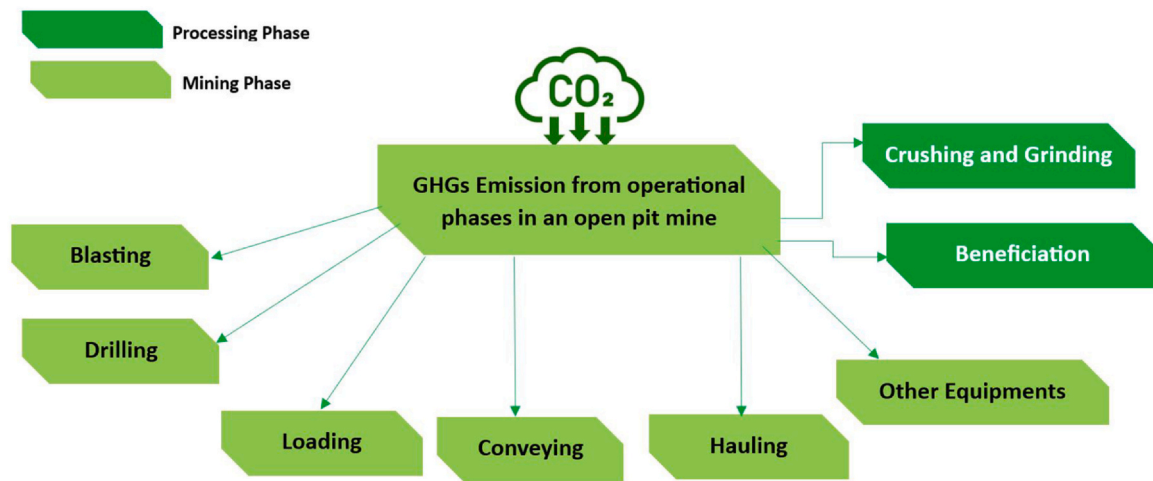 Processing Phase
Mining Phase
CO₂
GHGs Emission from operational
phases in an open pit mine
Crushing and Grinding
Beneficiation
Blasting
Drilling
Loading
Conveying
Hauling
Other Equipments